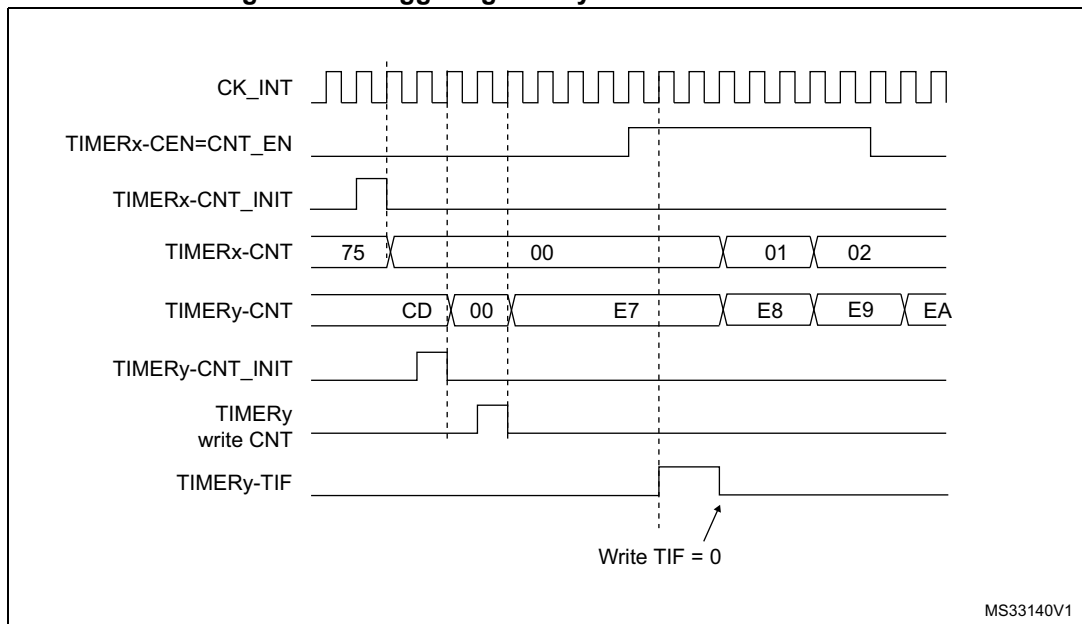 CK_INT
TIMERx-CEN=CNT_EN
TIMERx-CNT_INIT
TIMERx-CNT 75 00 01 02
TIMERy-CNT CD 00 E7 E8 E9 EA
TIMERy-CNT_INIT
TIMERy
write CNT
TIMERy-TIF
Write TIF = 0
MS33140V1